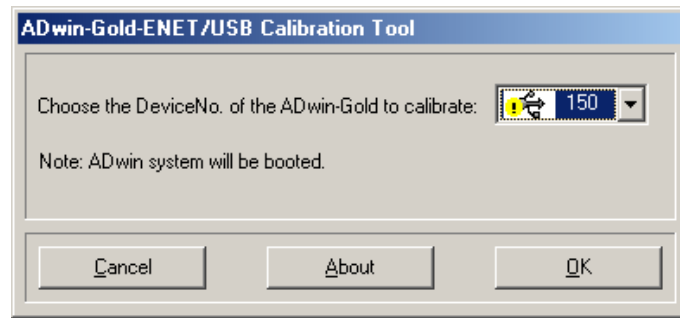 ADwin-Gold-ENET/USB Calibration Tool
Choose the DeviceNo. of the ADwin-Gold to calibrate: 150
Note: ADwin system will be booted.
Cancel About OK